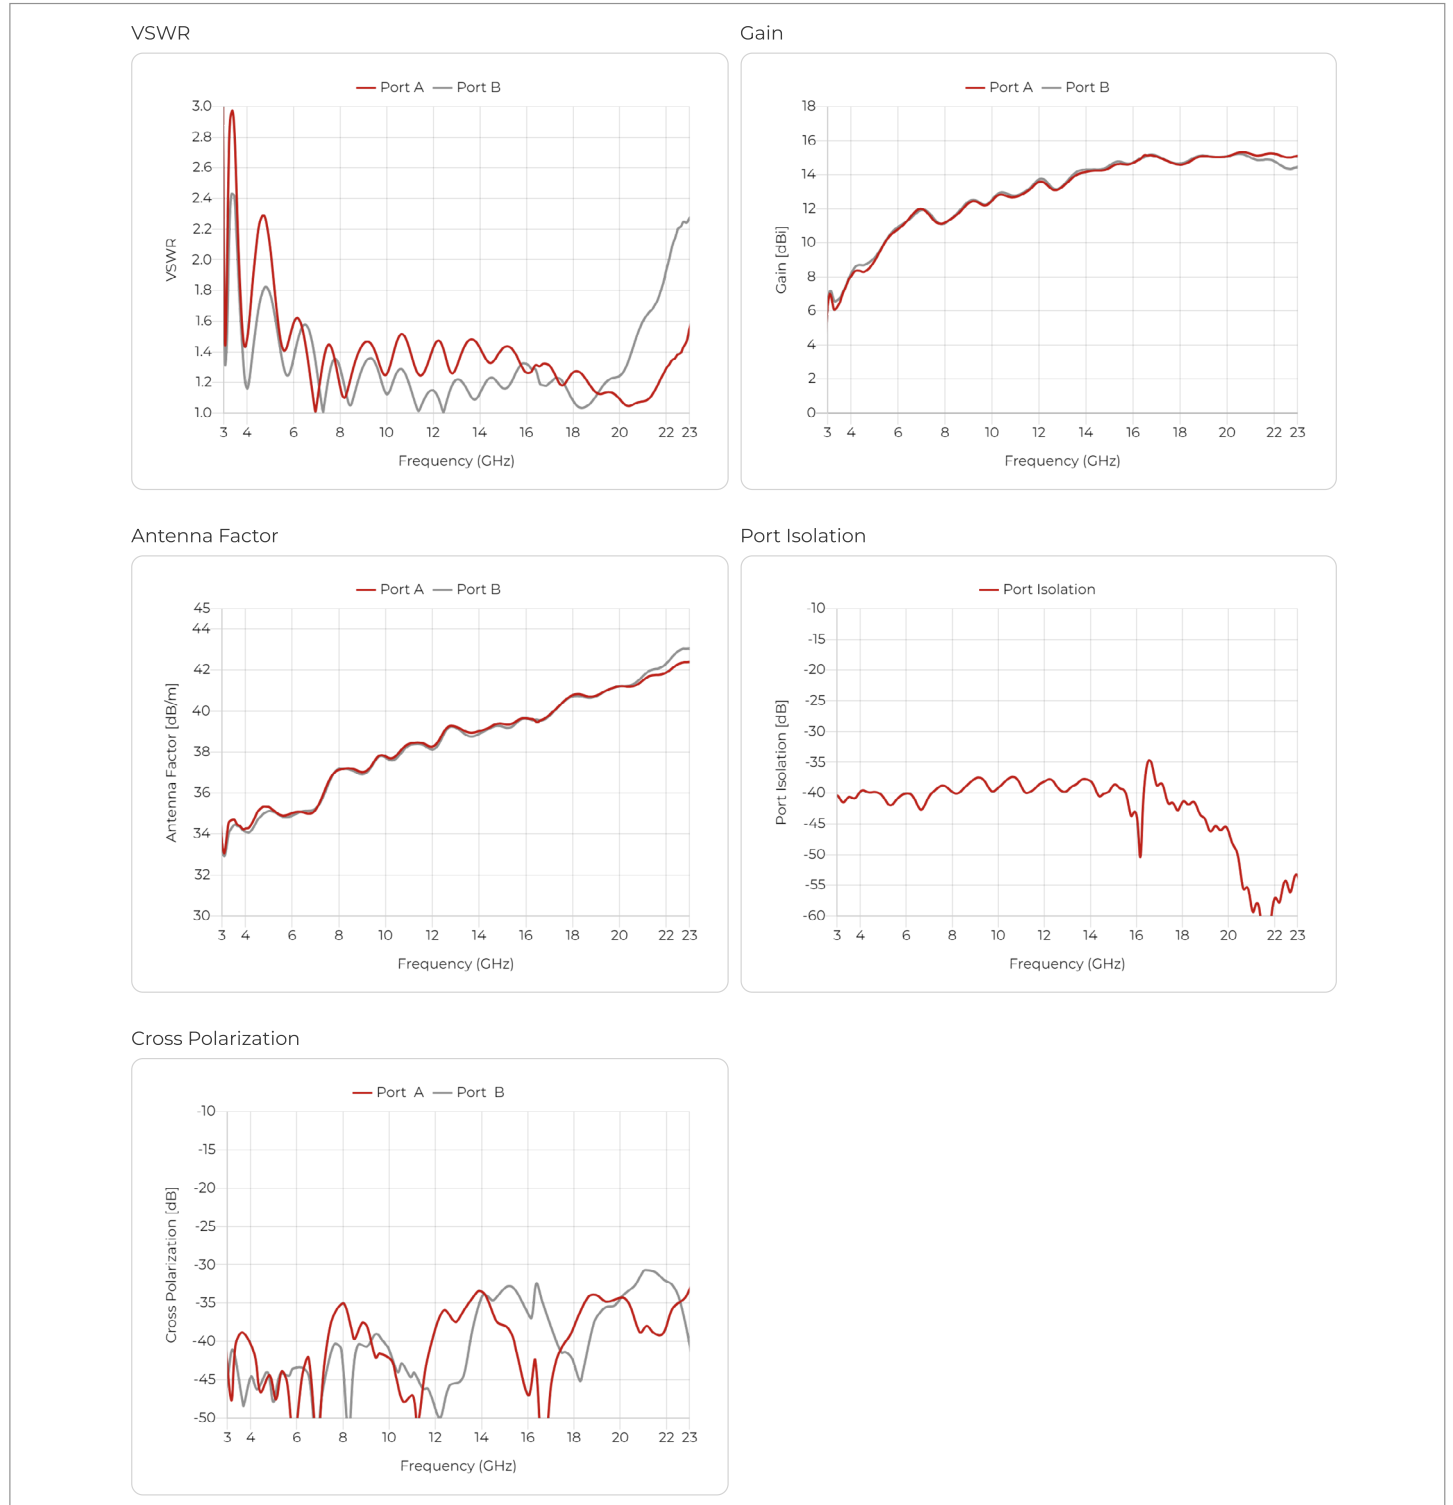 VSWR
Port A Port B
3.0
2.8
2.6
2.4
2.2
2.0
1.8
1.6
1.4
1.2
1.0
VSWR
3 4 6 8 10 12 14 16 18 20 22 23
Frequency (GHz)
Gain
Port A Port B
18
16
14
12
10
8
6
4
2
0
Gain [dBi]
3 4 6 8 10 12 14 16 18 20 22 23
Frequency (GHz)
Antenna Factor
Port A Port B
45
44
42
40
38
36
34
32
30
Antenna Factor [dB/m]
3 4 6 8 10 12 14 16 18 20 22 23
Frequency (GHz)
Port Isolation
Port Isolation
-10
-15
-20
-25
-30
-35
-40
-45
-50
-55
-60
Port Isolation [dB]
3 4 6 8 10 12 14 16 18 20 22 23
Frequency (GHz)
Cross Polarization
Port A Port B
-10
-15
-20
-25
-30
-35
-40
-45
-50
Cross Polarization [dB]
3 4 6 8 10 12 14 16 18 20 22 23
Frequency (GHz)